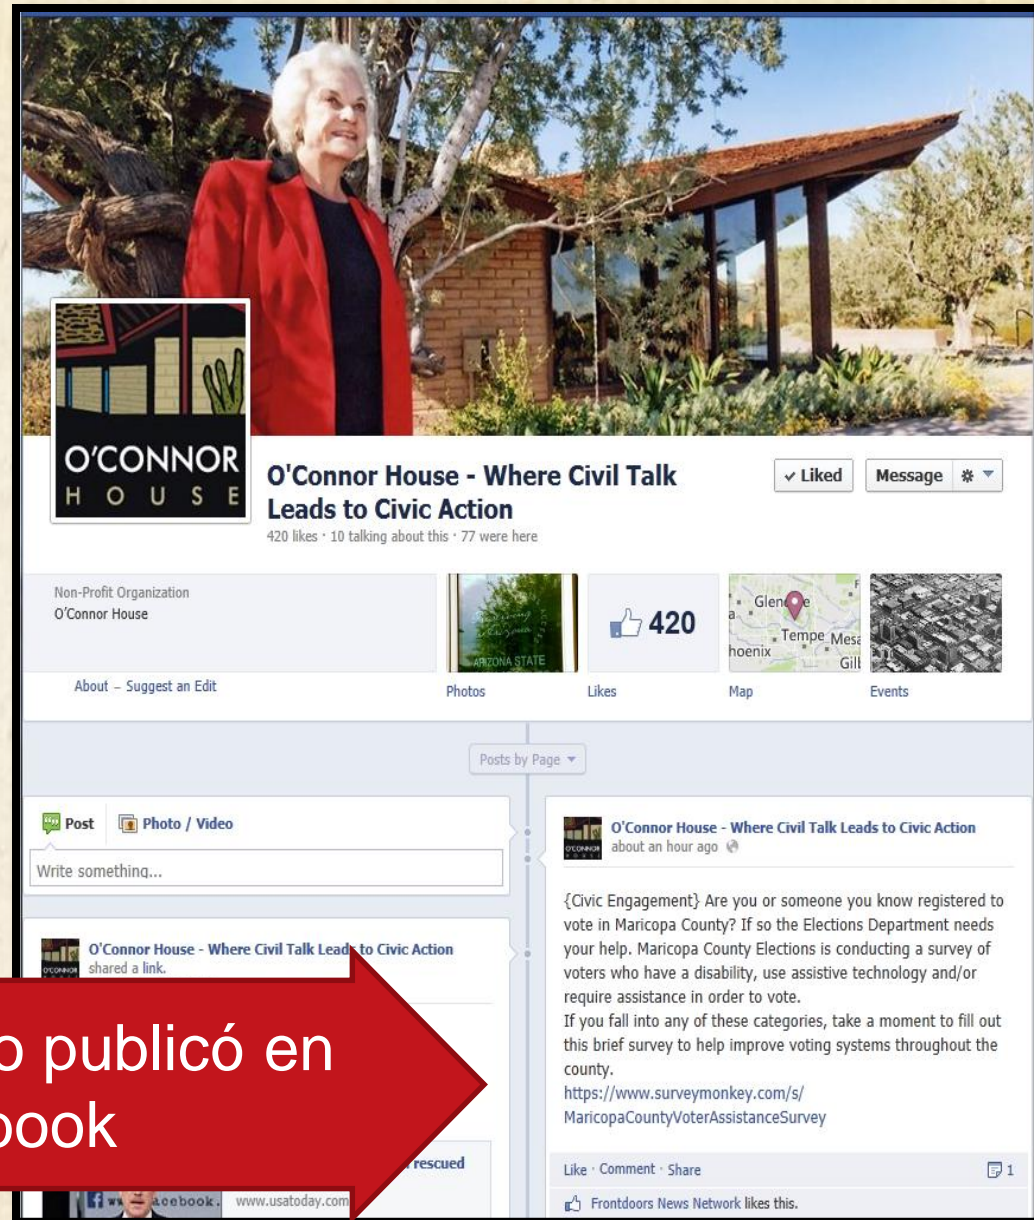 O'CONNOR
HOUSE
O'Connor House - Where Civil Talk
Leads to Civic Action
420 likes · 10 talking about this · 77 were here
✓ Liked
Message
Non-Profit Organization
O'Connor House
About – Suggest an Edit
ARIZONA STATE
Photos
420
Likes
Tempe
Map
Events
Posts by Page
Post
Photo / Video
Write something...
O'Connor House - Where Civil Talk Leads to Civic Action
shared a link.
publicó en
rescued
www.usatoday.com
O'Connor House - Where Civil Talk Leads to Civic Action
about an hour ago
{Civic Engagement} Are you or someone you know registered to
vote in Maricopa County? If so the Elections Department needs
your help. Maricopa County Elections is conducting a survey of
voters who have a disability, use assistive technology and/or
require assistance in order to vote.
If you fall into any of these categories, take a moment to fill out
this brief survey to help improve voting systems throughout the
county.
https://www.surveymonkey.com/s/
MaricopaCountyVoterAssistanceSurvey
Like · Comment · Share
1
Frontdoors News Network likes this.